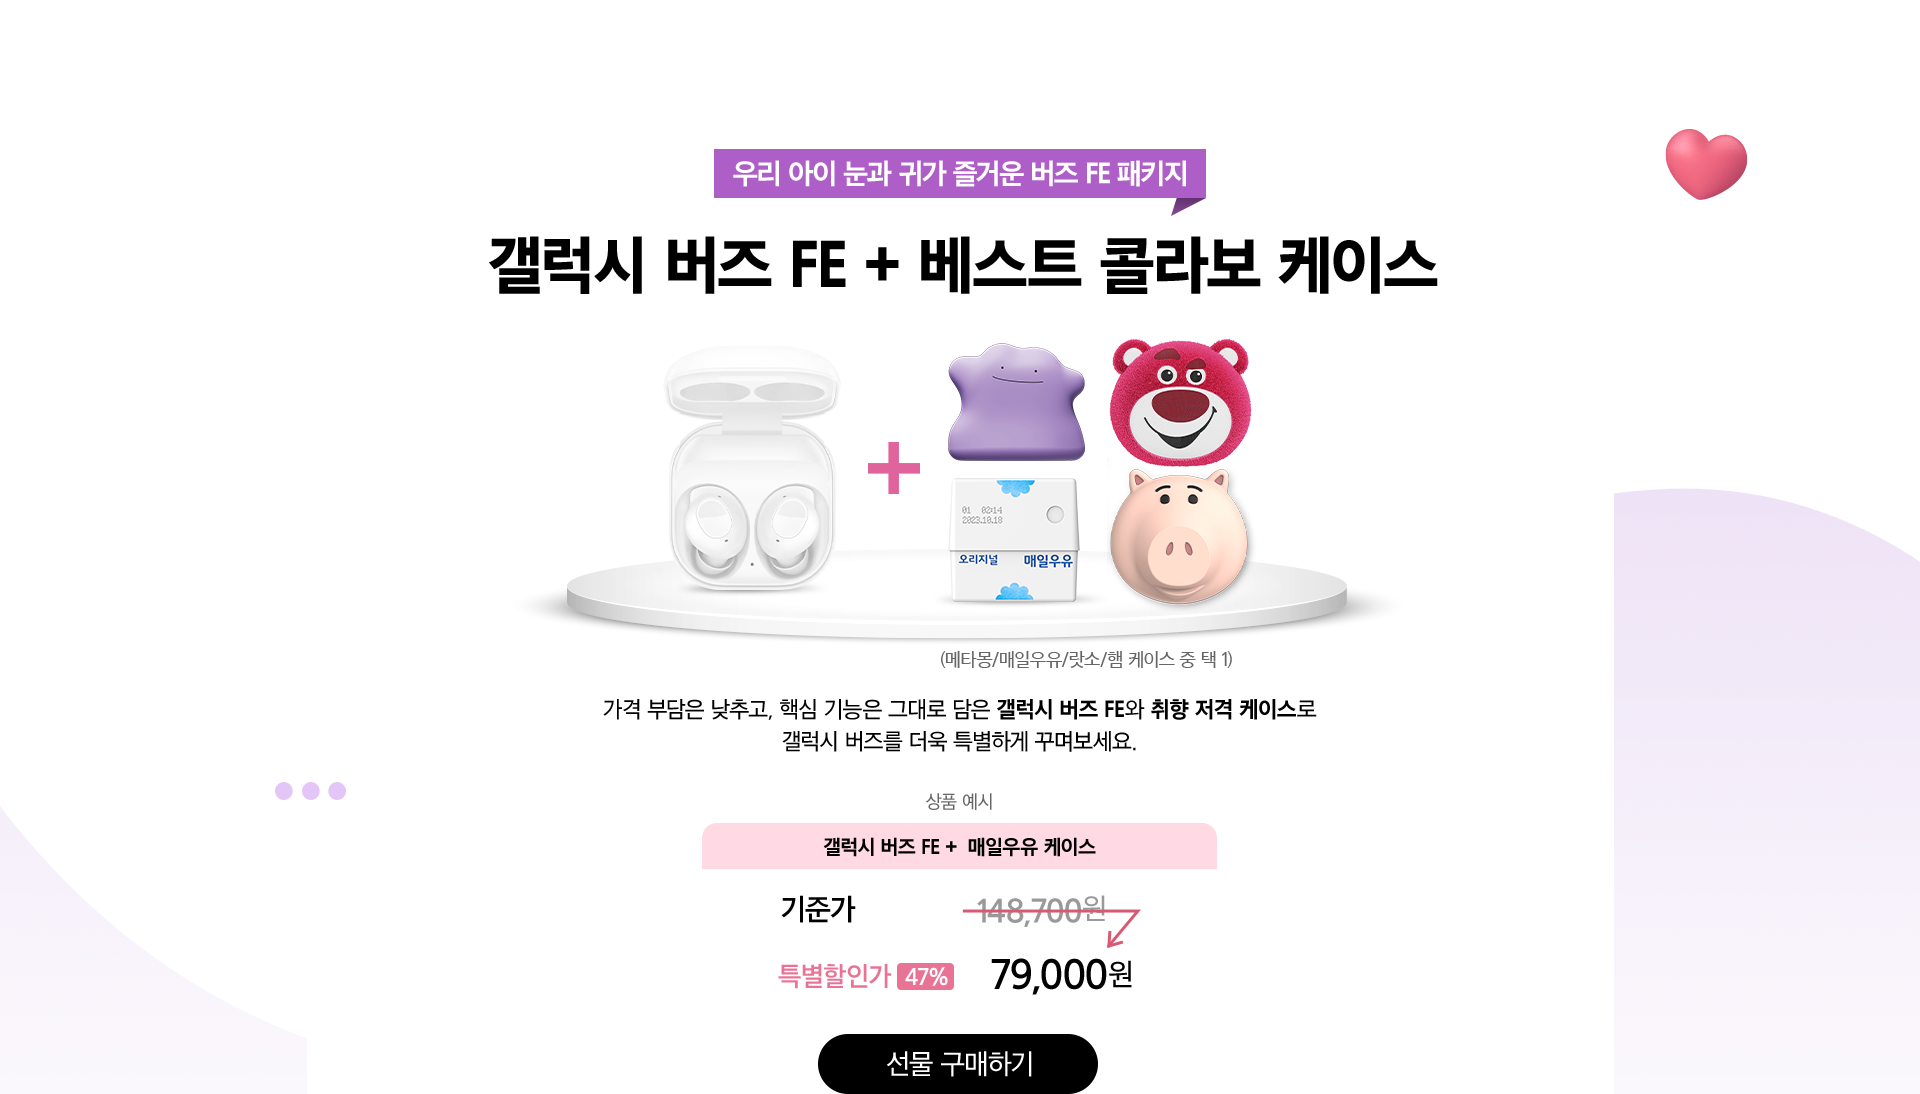 우리 아이 눈과 귀가 즐거운 버즈 FE 패키지
갤럭시 버즈 FE + 베스트 콜라보 케이스
01 02:14
2023.10.18
오리지널 매일우유
(메타몽/매일우유/랏소/햄 케이스 중 택 1)
가격 부담은 낮추고, 핵심 기능은 그대로 담은 갤럭시 버즈 FE와 취향 저격 케이스로
갤럭시 버즈를 더욱 특별하게 꾸며보세요.
상품 예시
갤럭시 버즈 FE + 매일우유 케이스
기준가 148,700원
특별할인가 47% 79,000원
선물 구매하기